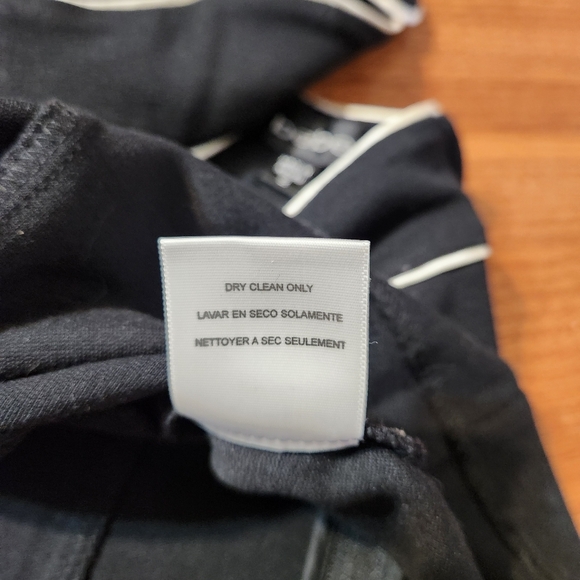 DRY CLEAN ONLY
LAVAR EN SECO SOLAMENTE
NETTOYER A SEC SEULEMENT